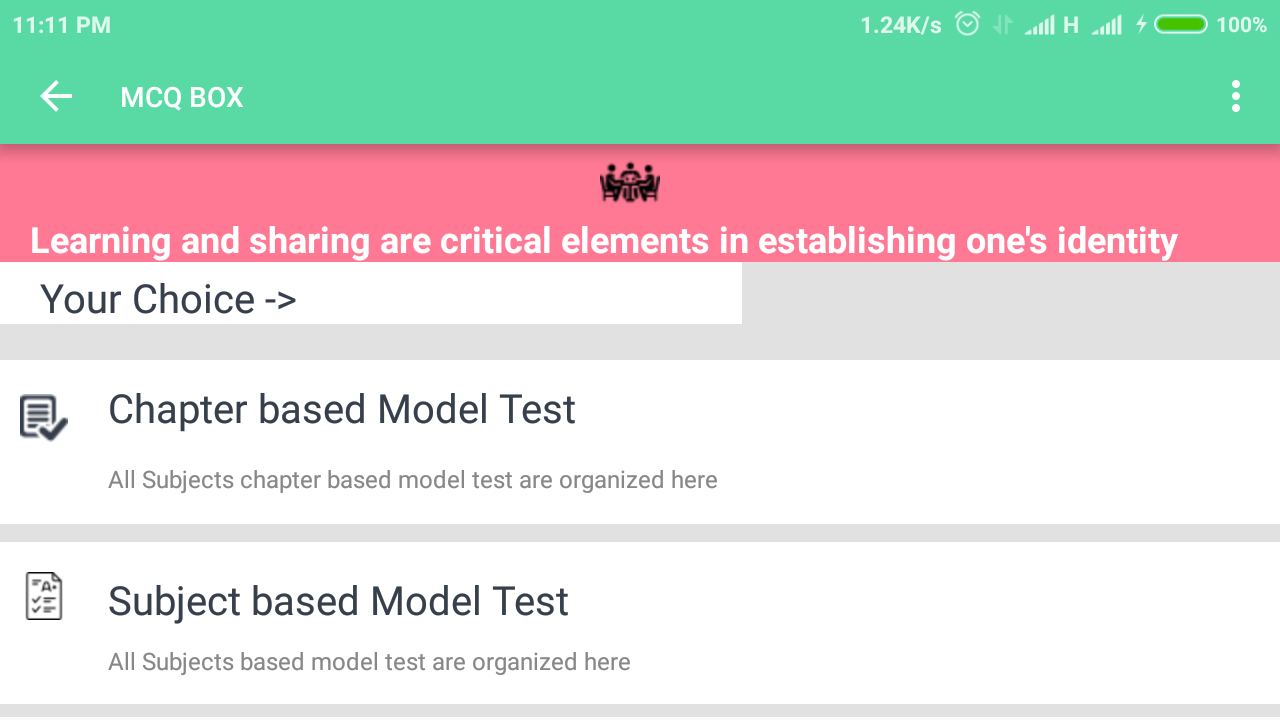 11:11 PM 1.24K/s H 100%
MCQ BOX
Learning and sharing are critical elements in establishing one's identity
Your Choice ->
Chapter based Model Test
All Subjects chapter based model test are organized here
A+
Subject based Model Test
All Subjects based model test are organized here